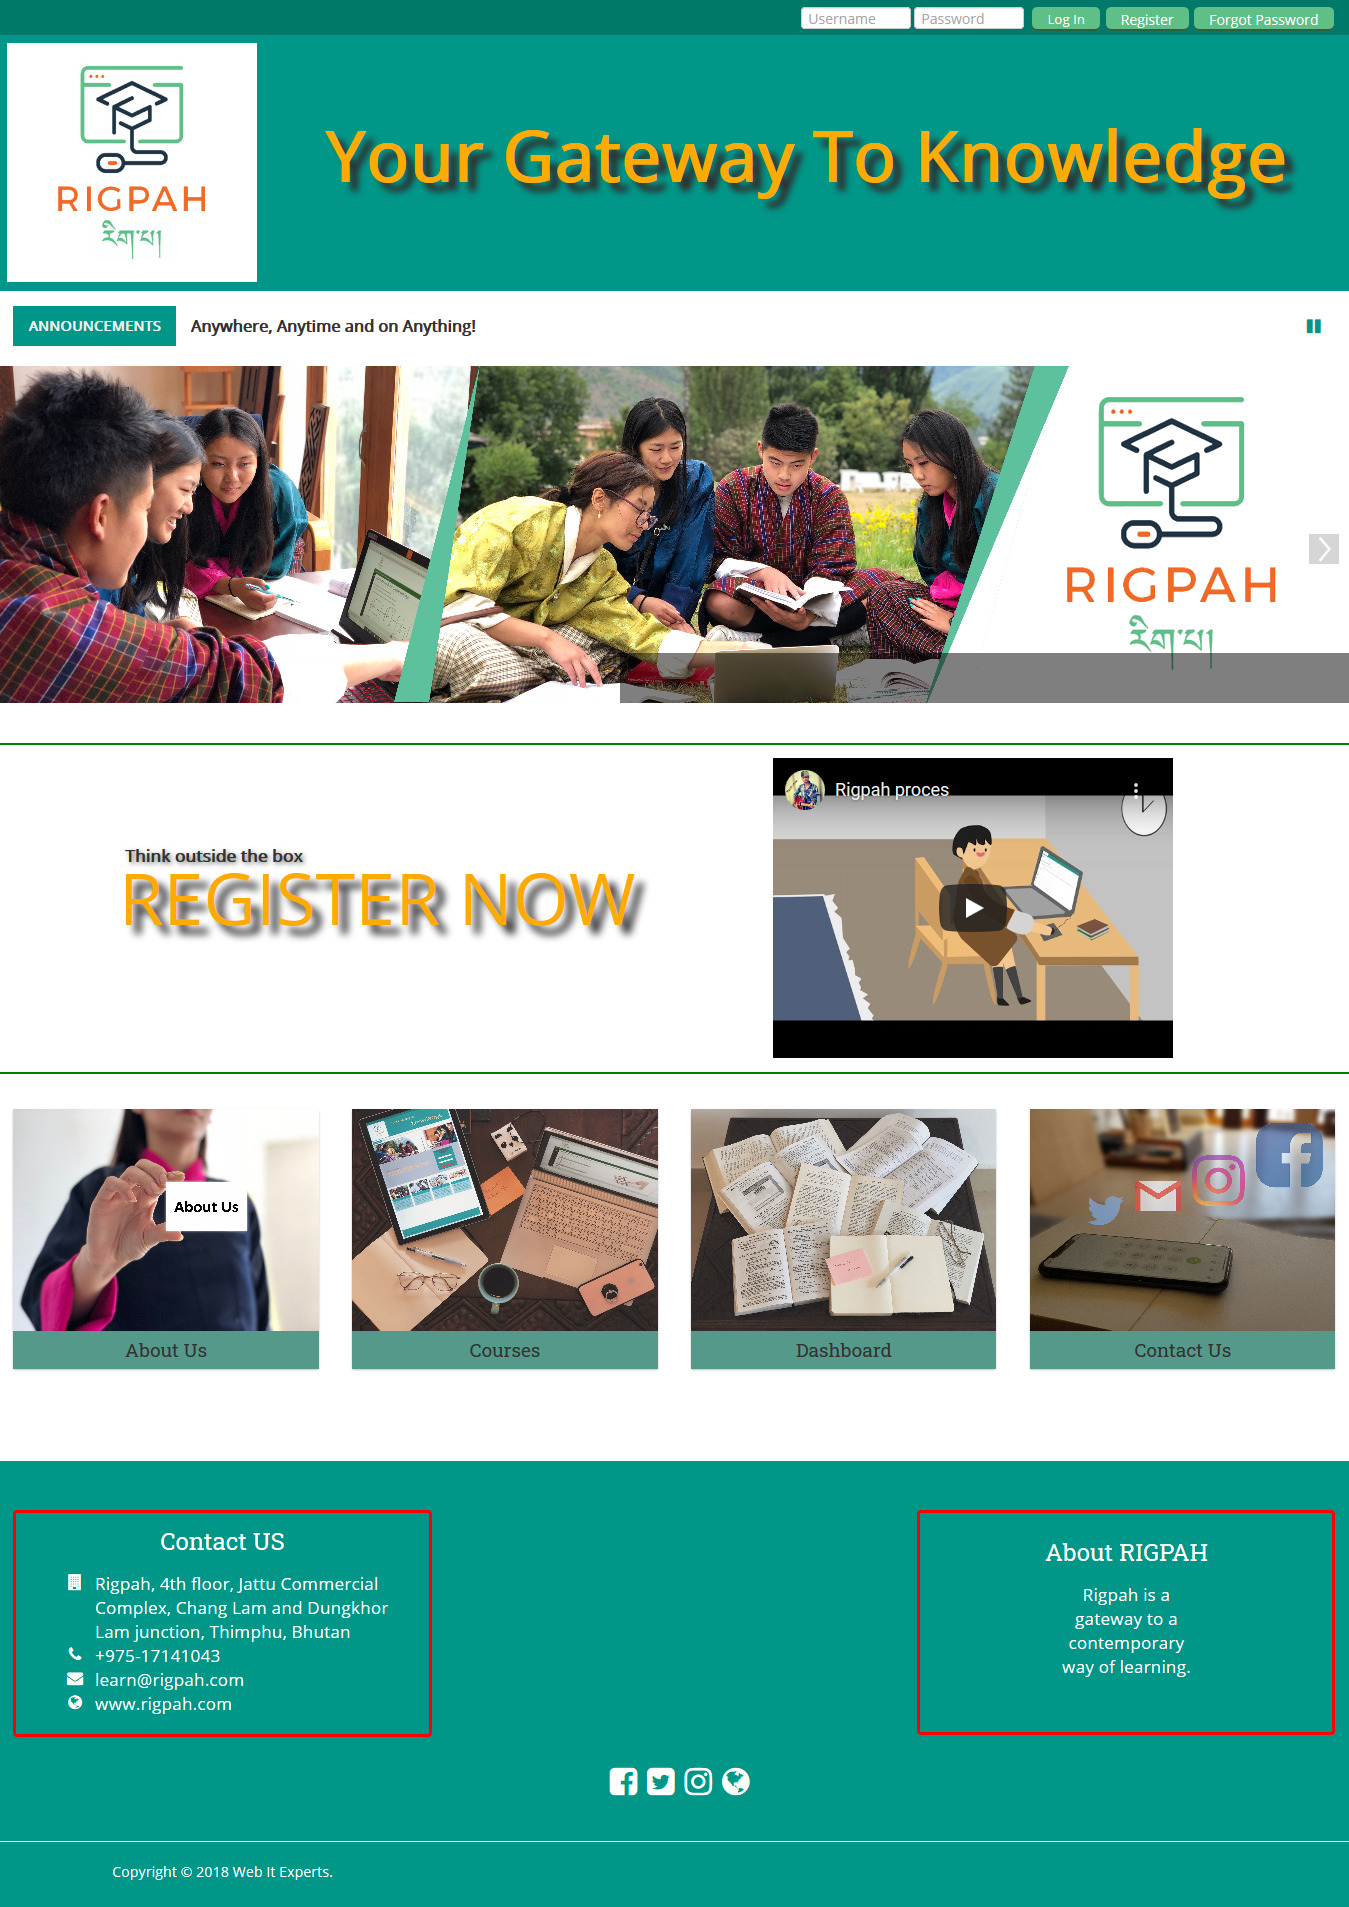 Username Password Log In Register Forgot Password
RIGPAH
རིག་པ།
Your Gateway To Knowledge
ANNOUNCEMENTS Anywhere, Anytime and on Anything!
RIGPAH
རིག་པ།
Rigpah proces
Think outside the box
REGISTER NOW
About Us
About Us Courses Dashboard Contact Us
Contact US
Rigpah, 4th floor, Jattu Commercial
Complex, Chang Lam and Dungkhor
Lam junction, Thimphu, Bhutan
+975-17141043
learn@rigpah.com
www.rigpah.com
About RIGPAH
Rigpah is a
gateway to a
contemporary
way of learning.
Copyright © 2018 Web It Experts.